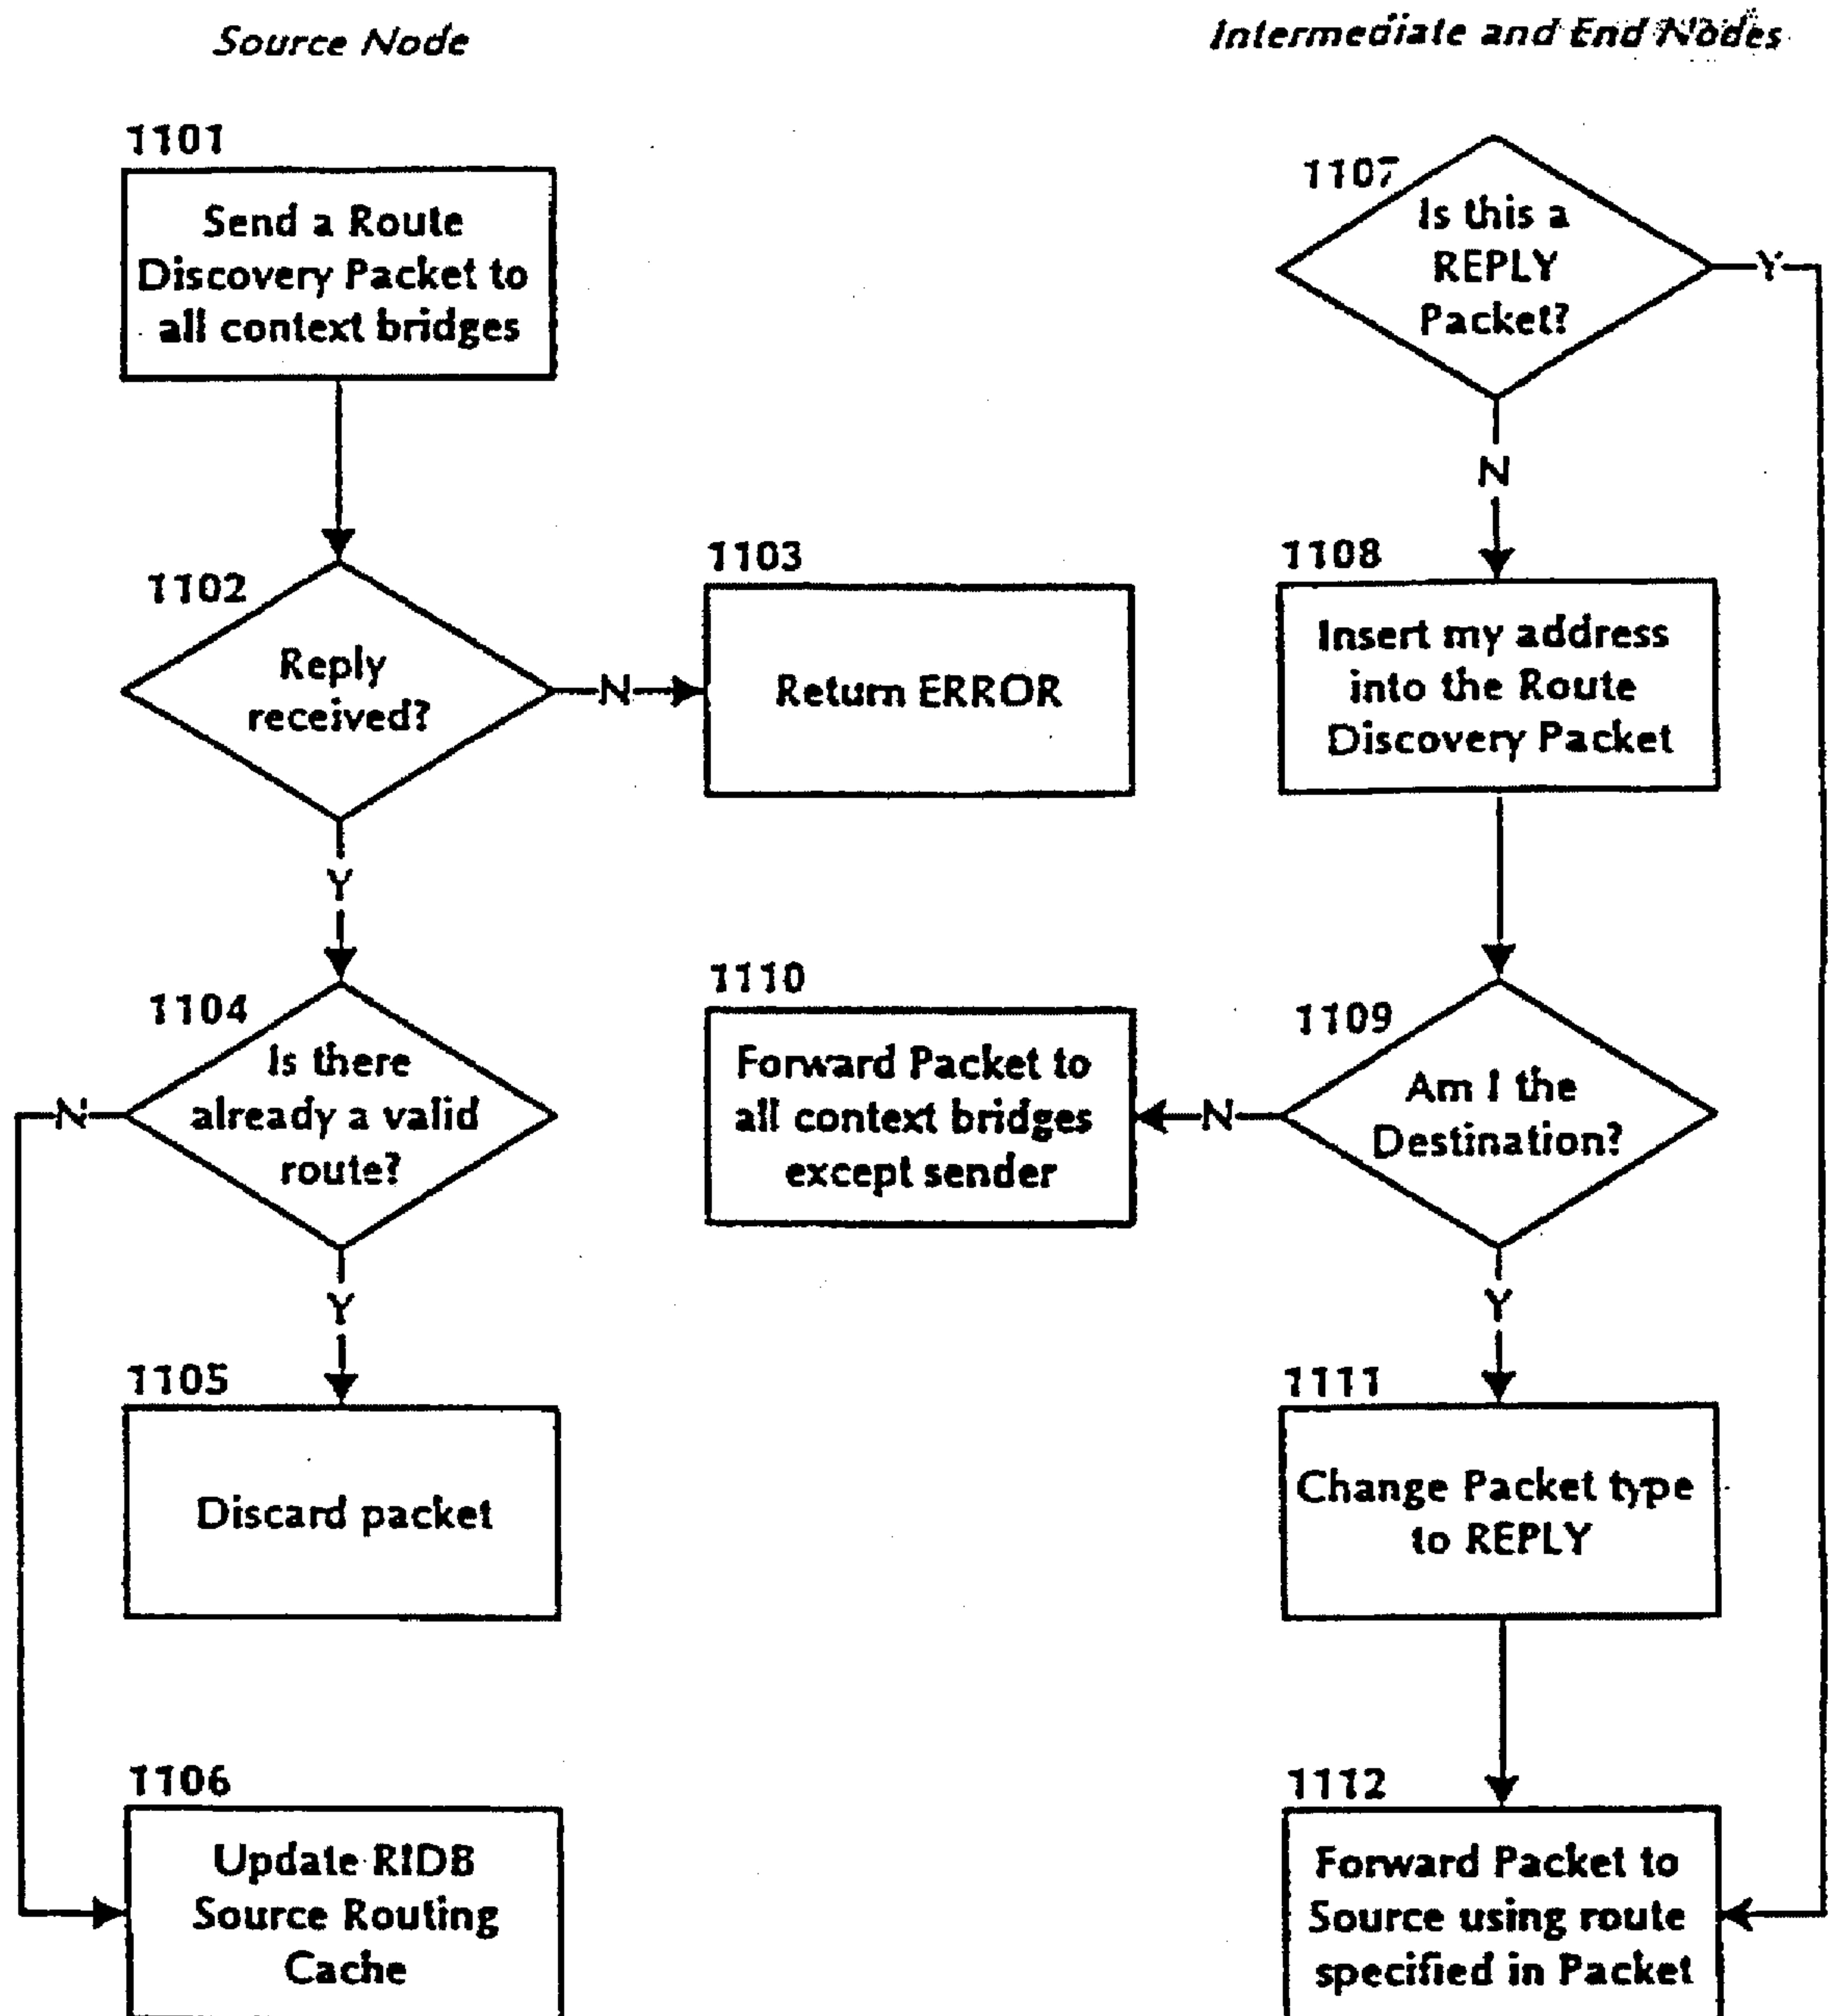 Source Node
1101
Send a Route
Discovery Packet to
all context bridges
1102
Reply
received?
N
1103
Return ERROR
Y
1104
Is there
already a valid
route?
N
Y
1105
Discard packet
1106
Update RIDB
Source Routing
Cache
Intermediate and End Nodes
1107
Is this a
REPLY
Packet?
Y
N
1108
Insert my address
into the Route
Discovery Packet
1109
Am I the
Destination?
N
1110
Forward Packet to
all context bridges
except sender
Y
1111
Change Packet type
to REPLY
1112
Forward Packet to
Source using route
specified in Packet